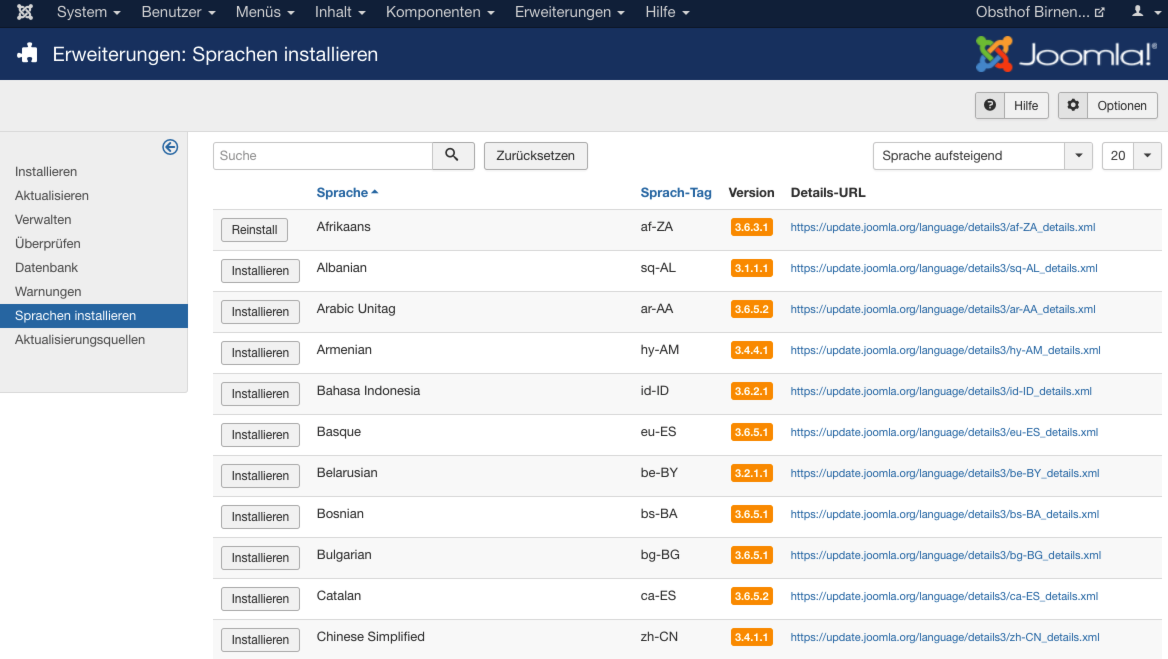 System Benutzer Menüs Inhalt Komponenten Erweiterungen Hilfe Obsthof Birnen...
Erweiterungen: Sprachen installieren Joomla!®
Hilfe Optionen
Suche Zurücksetzen Sprache aufsteigend 20
Installieren
Aktualisieren
Verwalten
Überprüfen
Datenbank
Warnungen
Sprachen installieren
Aktualisierungsquellen
Sprache Sprach-Tag Version Details-URL
Reinstall Afrikaans af-ZA 3.6.3.1 https://update.joomla.org/language/details3/af-ZA_details.xml
Installieren Albanian sq-AL 3.1.1.1 https://update.joomla.org/language/details3/sq-AL_details.xml
Installieren Arabic Unitag ar-AA 3.6.5.2 https://update.joomla.org/language/details3/ar-AA_details.xml
Installieren Armenian hy-AM 3.4.4.1 https://update.joomla.org/language/details3/hy-AM_details.xml
Installieren Bahasa Indonesia id-ID 3.6.2.1 https://update.joomla.org/language/details3/id-ID_details.xml
Installieren Basque eu-ES 3.6.5.1 https://update.joomla.org/language/details3/eu-ES_details.xml
Installieren Belarusian be-BY 3.2.1.1 https://update.joomla.org/language/details3/be-BY_details.xml
Installieren Bosnian bs-BA 3.6.5.1 https://update.joomla.org/language/details3/bs-BA_details.xml
Installieren Bulgarian bg-BG 3.6.5.1 https://update.joomla.org/language/details3/bg-BG_details.xml
Installieren Catalan ca-ES 3.6.5.2 https://update.joomla.org/language/details3/ca-ES_details.xml
Installieren Chinese Simplified zh-CN 3.4.1.1 https://update.joomla.org/language/details3/zh-CN_details.xml